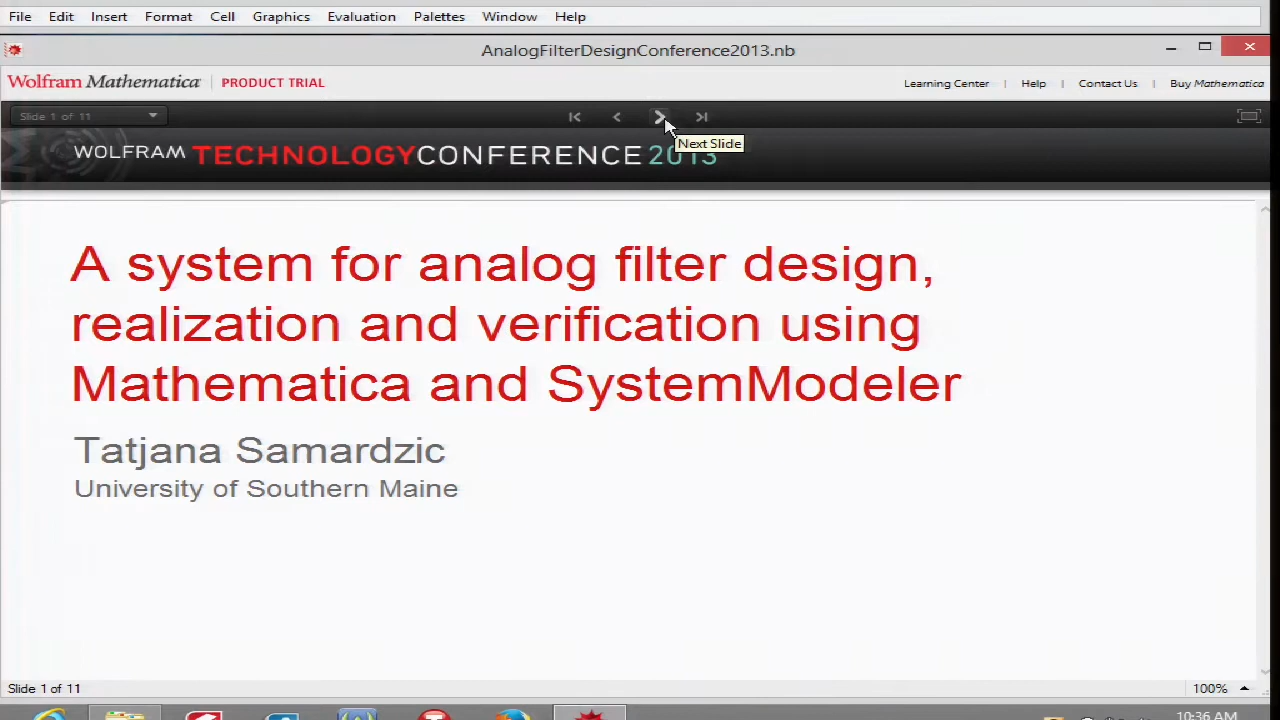 File Edit Insert Format Cell Graphics Evaluation Palettes Window Help
AnalogFilterDesignConference2013.nb
Wolfram Mathematica | PRODUCT TRIAL
Learning Center | Help | Contact Us | Buy Mathematica
Slide 1 of 11
Next Slide
WOLFRAM TECHNOLOGYCONFERENCE 2013
A system for analog filter design,
realization and verification using
Mathematica and SystemModeler
Tatjana Samardzic
University of Southern Maine
Slide 1 of 11
100%
10:36 AM